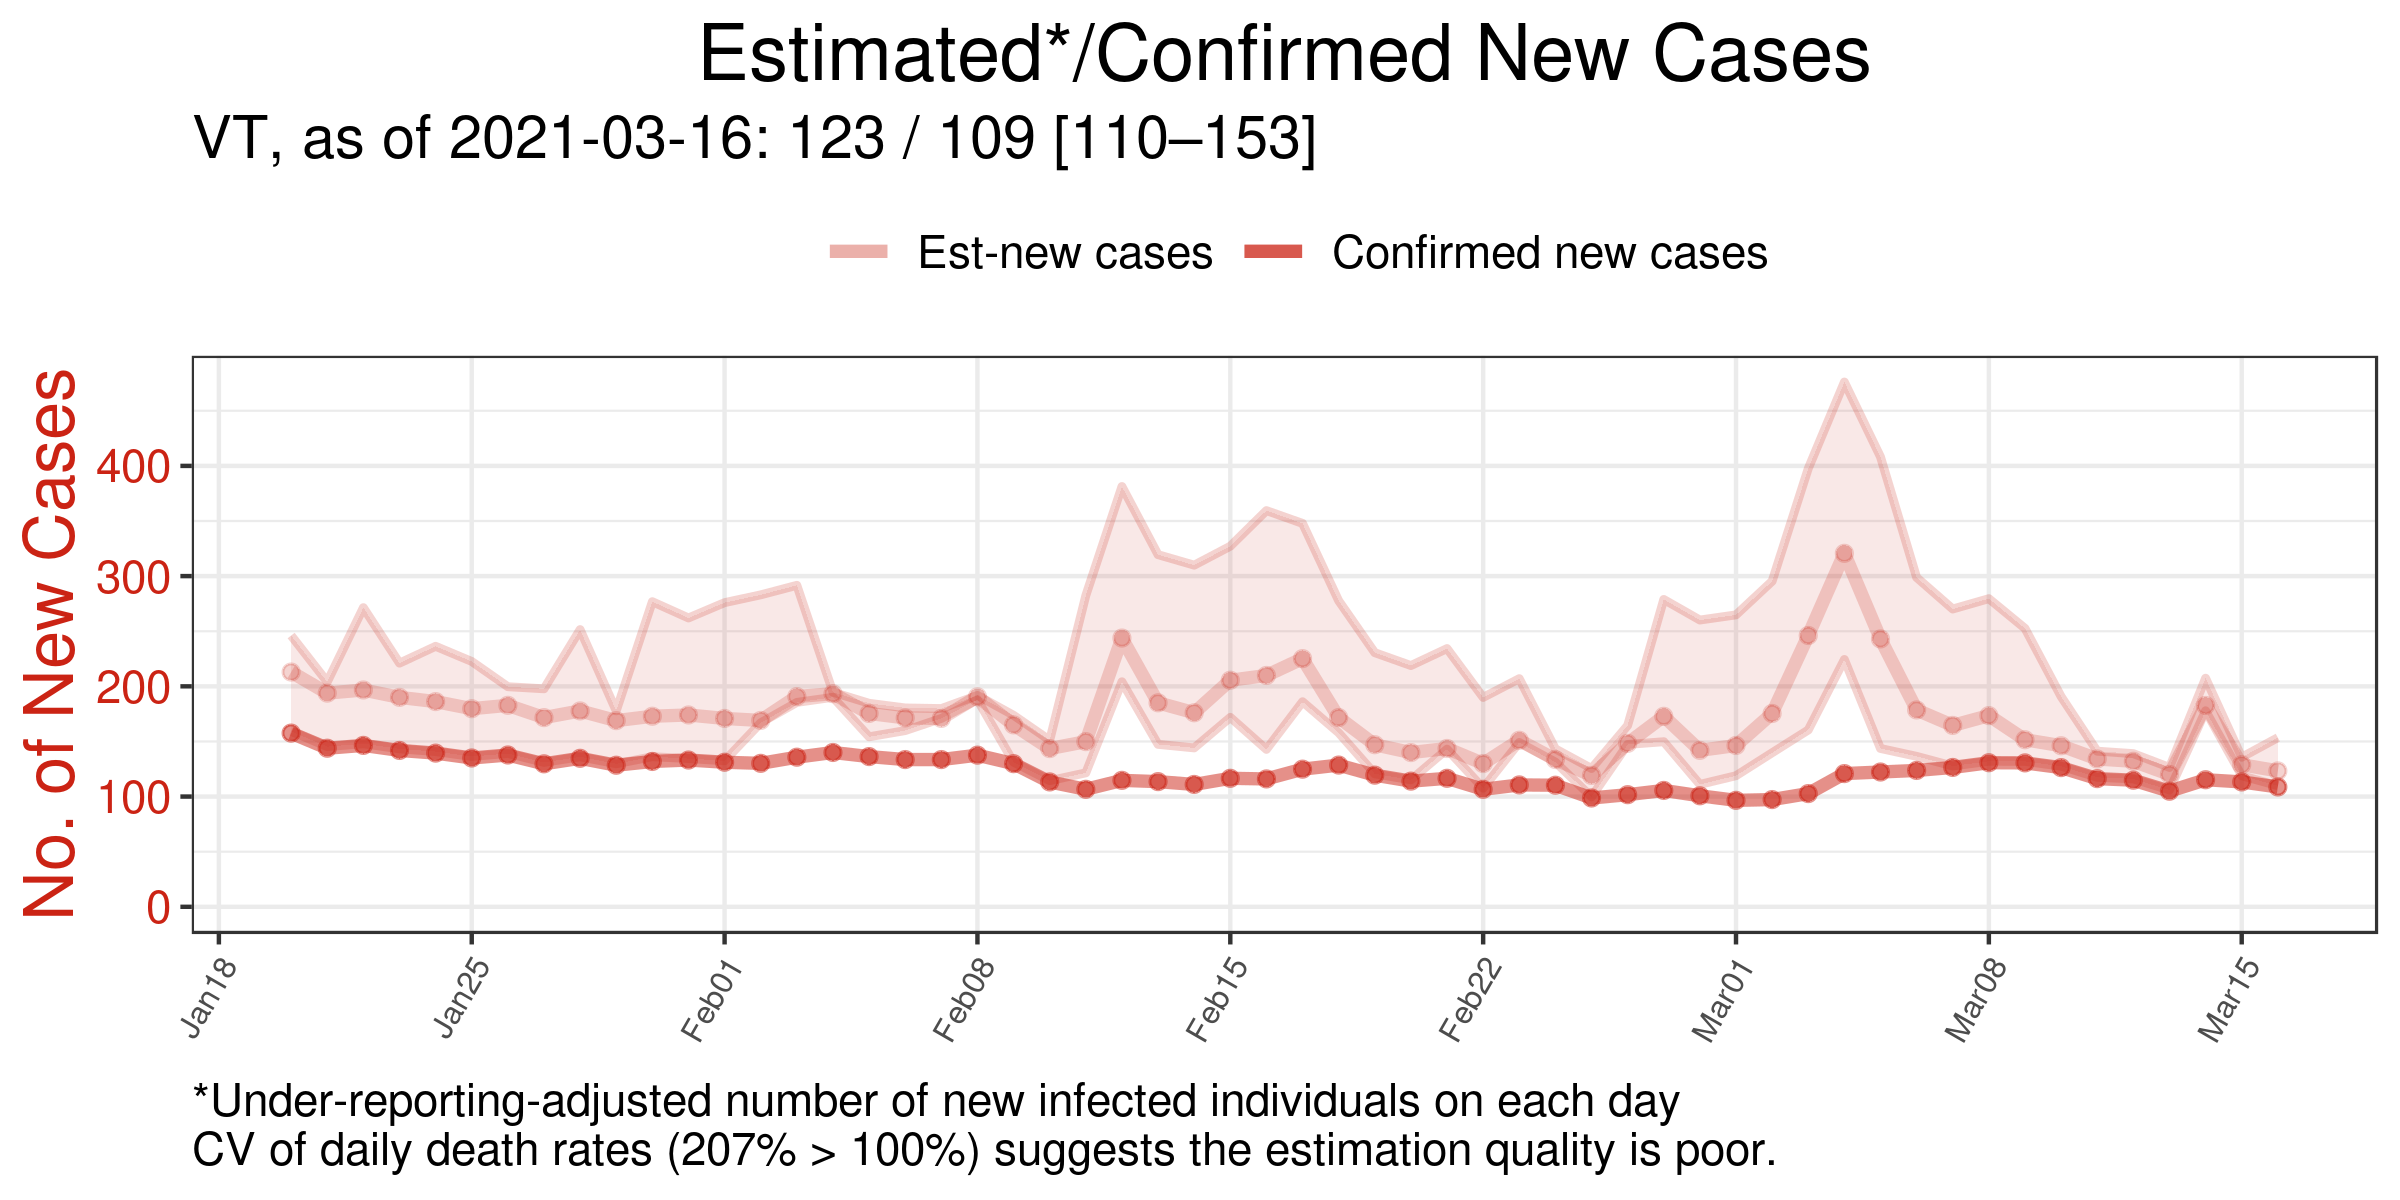 Estimated*/Confirmed New Cases
VT, as of 2021-03-16: 123 / 109 [110–153]
Est-new cases
Confirmed new cases
No. of New Cases
400
300
200
100
0
Jan18
Jan25
Feb01
Feb08
Feb15
Feb22
Mar01
Mar08
Mar15
*Under-reporting-adjusted number of new infected individuals on each day
CV of daily death rates (207% > 100%) suggests the estimation quality is poor.